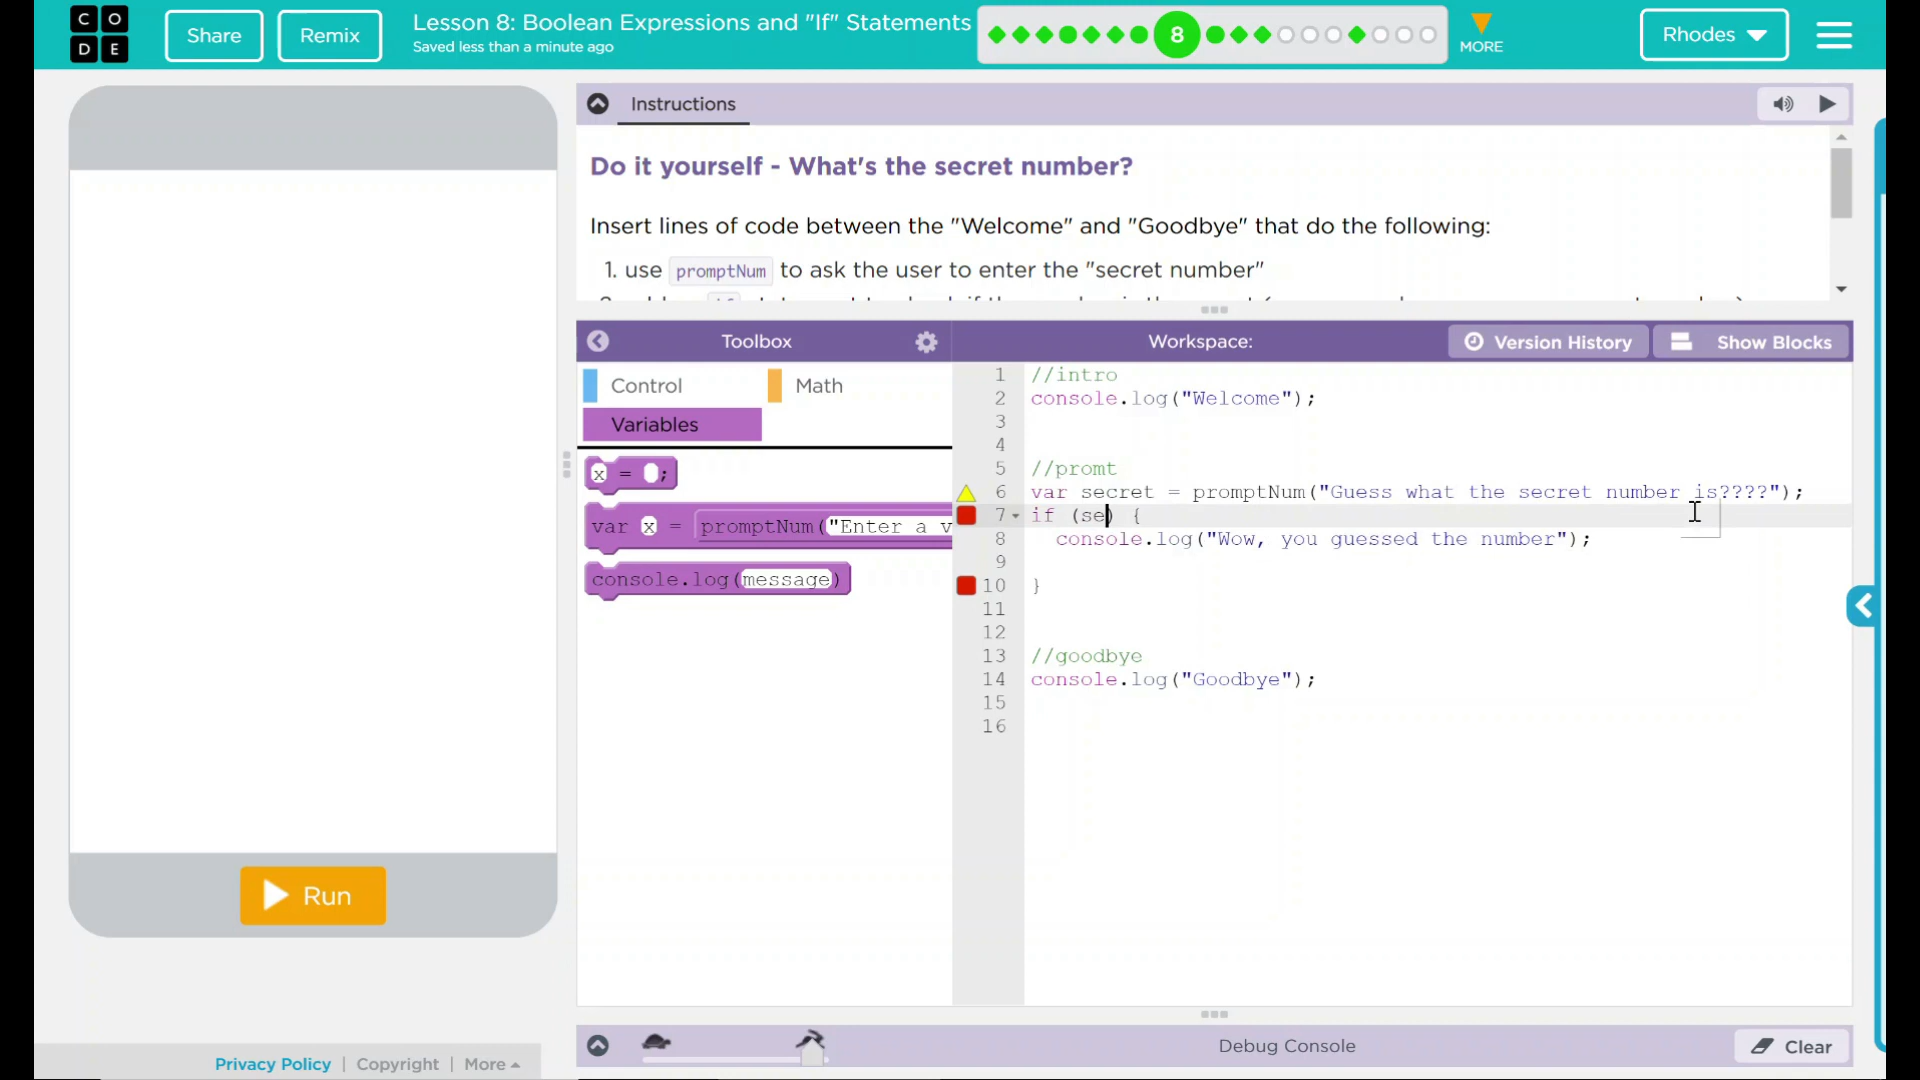 CO
DE
Share
Remix
Lesson 8: Boolean Expressions and "If" Statements
Saved less than a minute ago
8
MORE
Rhodes
Instructions
Do it yourself - What's the secret number?
Insert lines of code between the "Welcome" and "Goodbye" that do the following:
1. use promptNum to ask the user to enter the "secret number"
Toolbox
Workspace:
Version History
Show Blocks
Control
Math
Variables
x = ;
var x = promptNum("Enter a v
console.log(message)
1 //intro
2 console.log("Welcome");
3
4
5 //promt
6 var secret = promptNum("Guess what the secret number is????");
7 if (se) {
8 console.log("Wow, you guessed the number");
9
10 }
11
12
13 //goodbye
14 console.log("Goodbye");
15
16
Run
Debug Console
Clear
Privacy Policy | Copyright | More